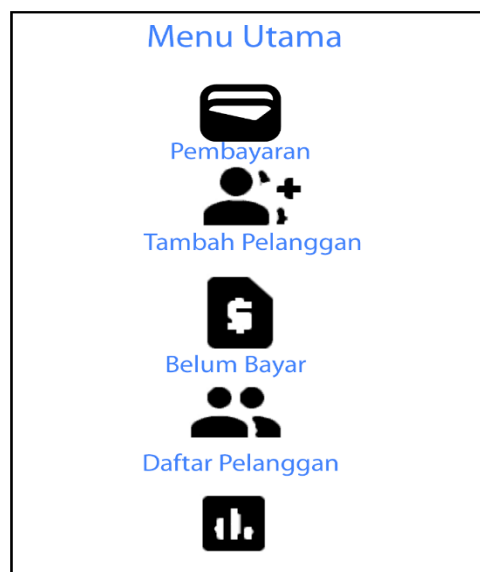 Menu Utama
Pembayaran
Tambah Pelanggan
$
Belum Bayar
Daftar Pelanggan